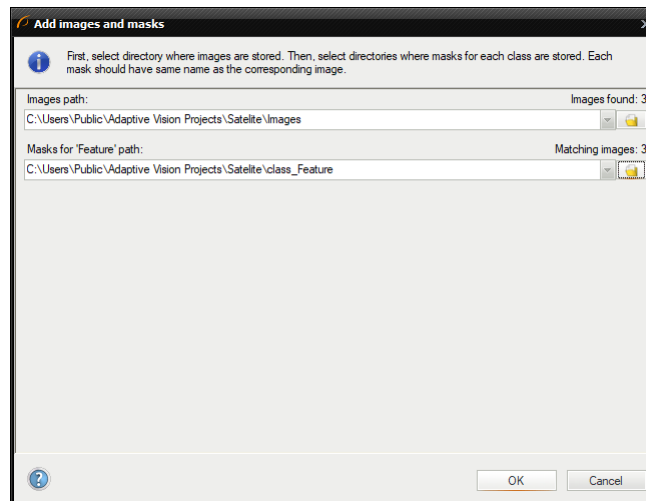 Add images and masks
First, select directory where images are stored. Then, select directories where masks for each class are stored. Each
mask should have same name as the corresponding image.
Images path: Images found: 3
C:\Users\Public\Adaptive Vision Projects\Satelite\Images
Masks for 'Feature' path: Matching images: 3
C:\Users\Public\Adaptive Vision Projects\Satelite\class_Feature
OK Cancel